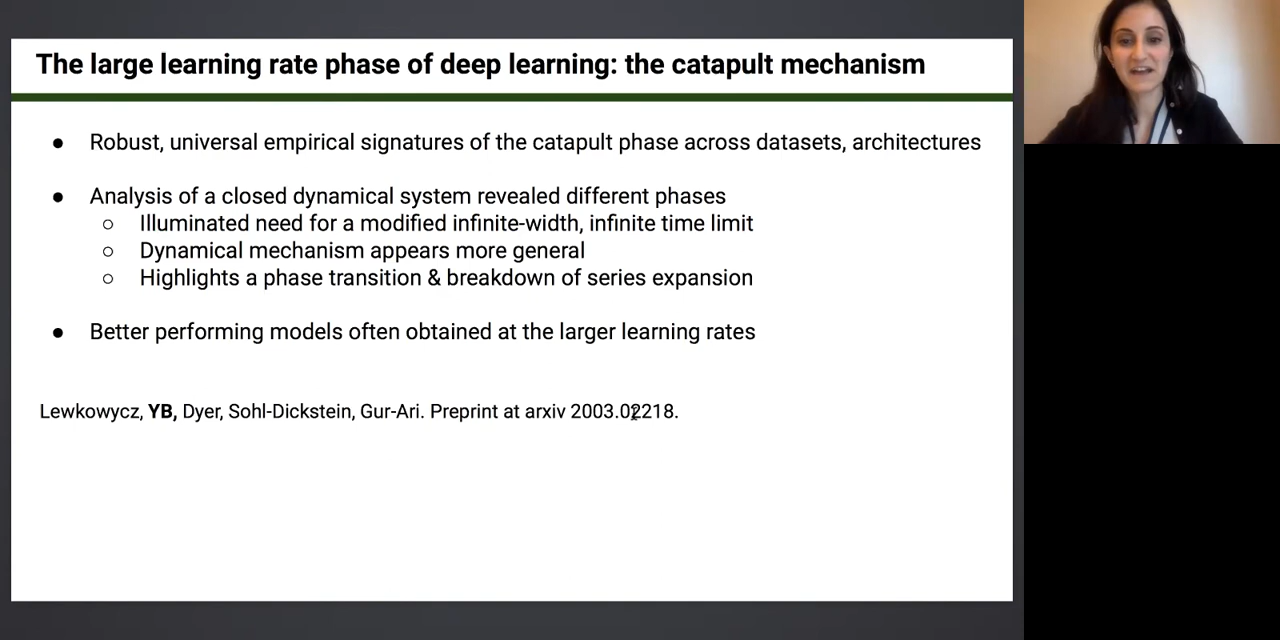 The large learning rate phase of deep learning: the catapult mechanism
● Robust, universal empirical signatures of the catapult phase across datasets, architectures
● Analysis of a closed dynamical system revealed different phases
○ Illuminated need for a modified infinite-width, infinite time limit
○ Dynamical mechanism appears more general
○ Highlights a phase transition & breakdown of series expansion
● Better performing models often obtained at the larger learning rates
Lewkowycz, YB, Dyer, Sohl-Dickstein, Gur-Ari. Preprint at arxiv 2003.02218.